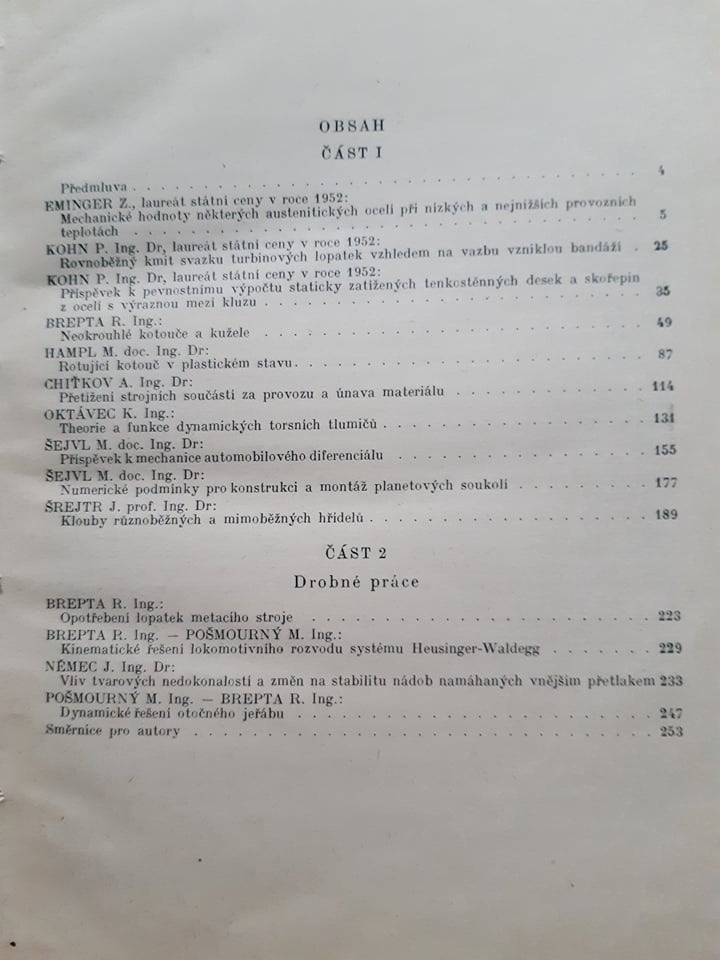 OBSAH
ČÁST I
Předmluva . . . . . . . . . . . . . . . . . . . . . . . . . . . . . 4
EMINGER Z., laureát státní ceny v roce 1952:
Mechanické hodnoty některých austenitických ocelí při nízkých a nejnižších provozních
teplotách . . . . . . . . . . . . . . . . . . . . . . . . . . . . . 5
KOHN P. Ing. Dr, laureát státní ceny v roce 1952:
Rovnoběžný kmit svazku turbinových lopatek vzhledem na vazbu vzniklou bandáží . 25
KOHN P. Ing. Dr, laureát státní ceny v roce 1952:
Příspěvek k pevnostnímu výpočtu staticky zatížených tenkostěnných desek a skořepin
z oceli s výraznou mezí kluzu . . . . . . . . . . . . . . . . . . . 35
BREPTA R. Ing.:
Neokrouhlé kotouče a kužele . . . . . . . . . . . . . . . . . . . . 49
HAMPL M. doc. Ing. Dr:
Rotující kotouč v plastickém stavu. . . . . . . . . . . . . . . . . . 87
CHIŤKOV A. Ing. Dr:
Přetížení strojních součástí za provozu a únava materiálu . . . . . . . . . . 114
OKTÁVEC K. Ing.:
Theorie a funkce dynamických torsních tlumičů . . . . . . . . . . . . . . 131
ŠEJVL M. doc. Ing. Dr:
Příspěvek k mechanice automobilového diferenciálu . . . . . . . . . . . . 155
ŠEJVL M. doc. Ing. Dr:
Numerické podmínky pro konstrukci a montáž planetových soukolí . . . . . . . 177
ŠREJTR J. prof. Ing. Dr:
Klouby různoběžných a mimoběžných hřídelů . . . . . . . . . . . . . . . 189
ČÁST 2
Drobné práce
BREPTA R. Ing.:
Opotřebení lopatek metacího stroje . . . . . . . . . . . . . . . . . . 223
BREPTA R. Ing. — POŠMOURNÝ M. Ing.:
Kinematické řešení lokomotivního rozvodu systému Heusinger-Waldegg . . . . . . 229
NĚMEC J. Ing. Dr:
Vliv tvarových nedokonalostí a změn na stabilitu nádob namáhaných vnějším přetlakem 233
POŠMOURNÝ M. Ing. — BREPTA R. Ing.:
Dynamické řešení otočného jeřábu . . . . . . . . . . . . . . . . . . . 247
Směrnice pro autory . . . . . . . . . . . . . . . . . . . . . . . . 253